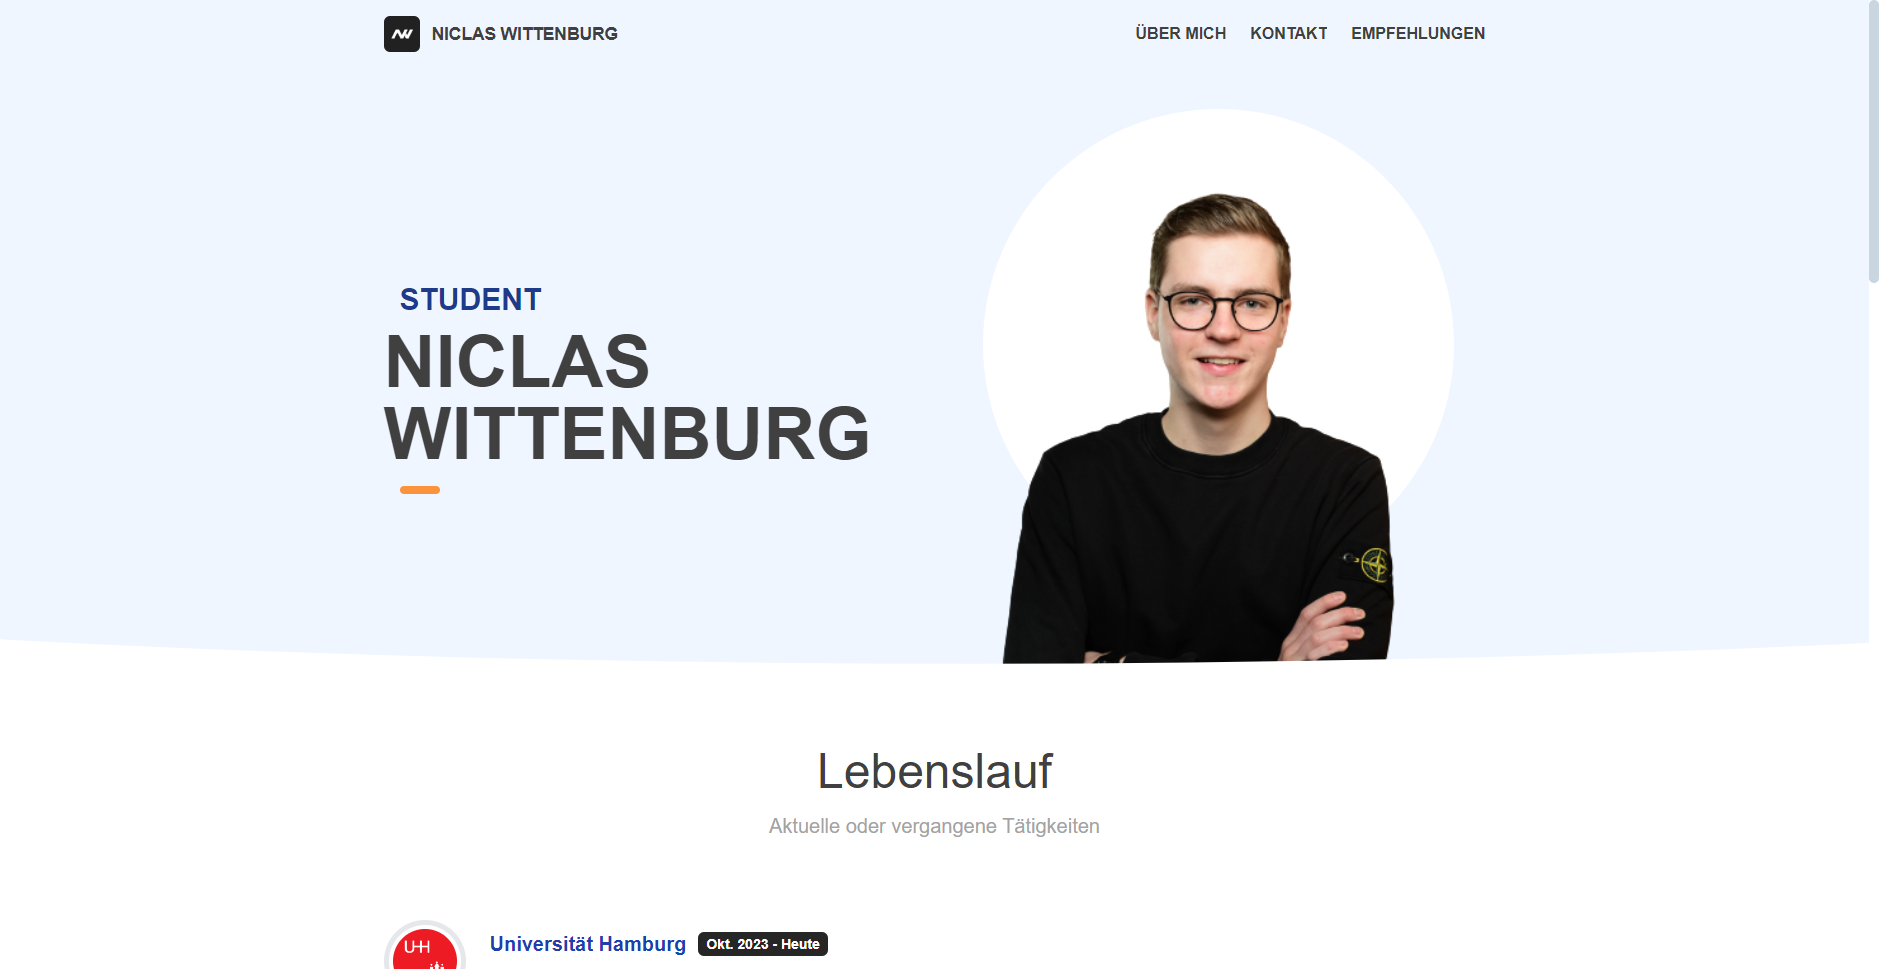 NICLAS WITTENBURG
ÜBER MICH KONTAKT EMPFEHLUNGEN
STUDENT
NICLAS
WITTENBURG
Lebenslauf
Aktuelle oder vergangene Tätigkeiten
UHH
Universität Hamburg Okt. 2023 - Heute